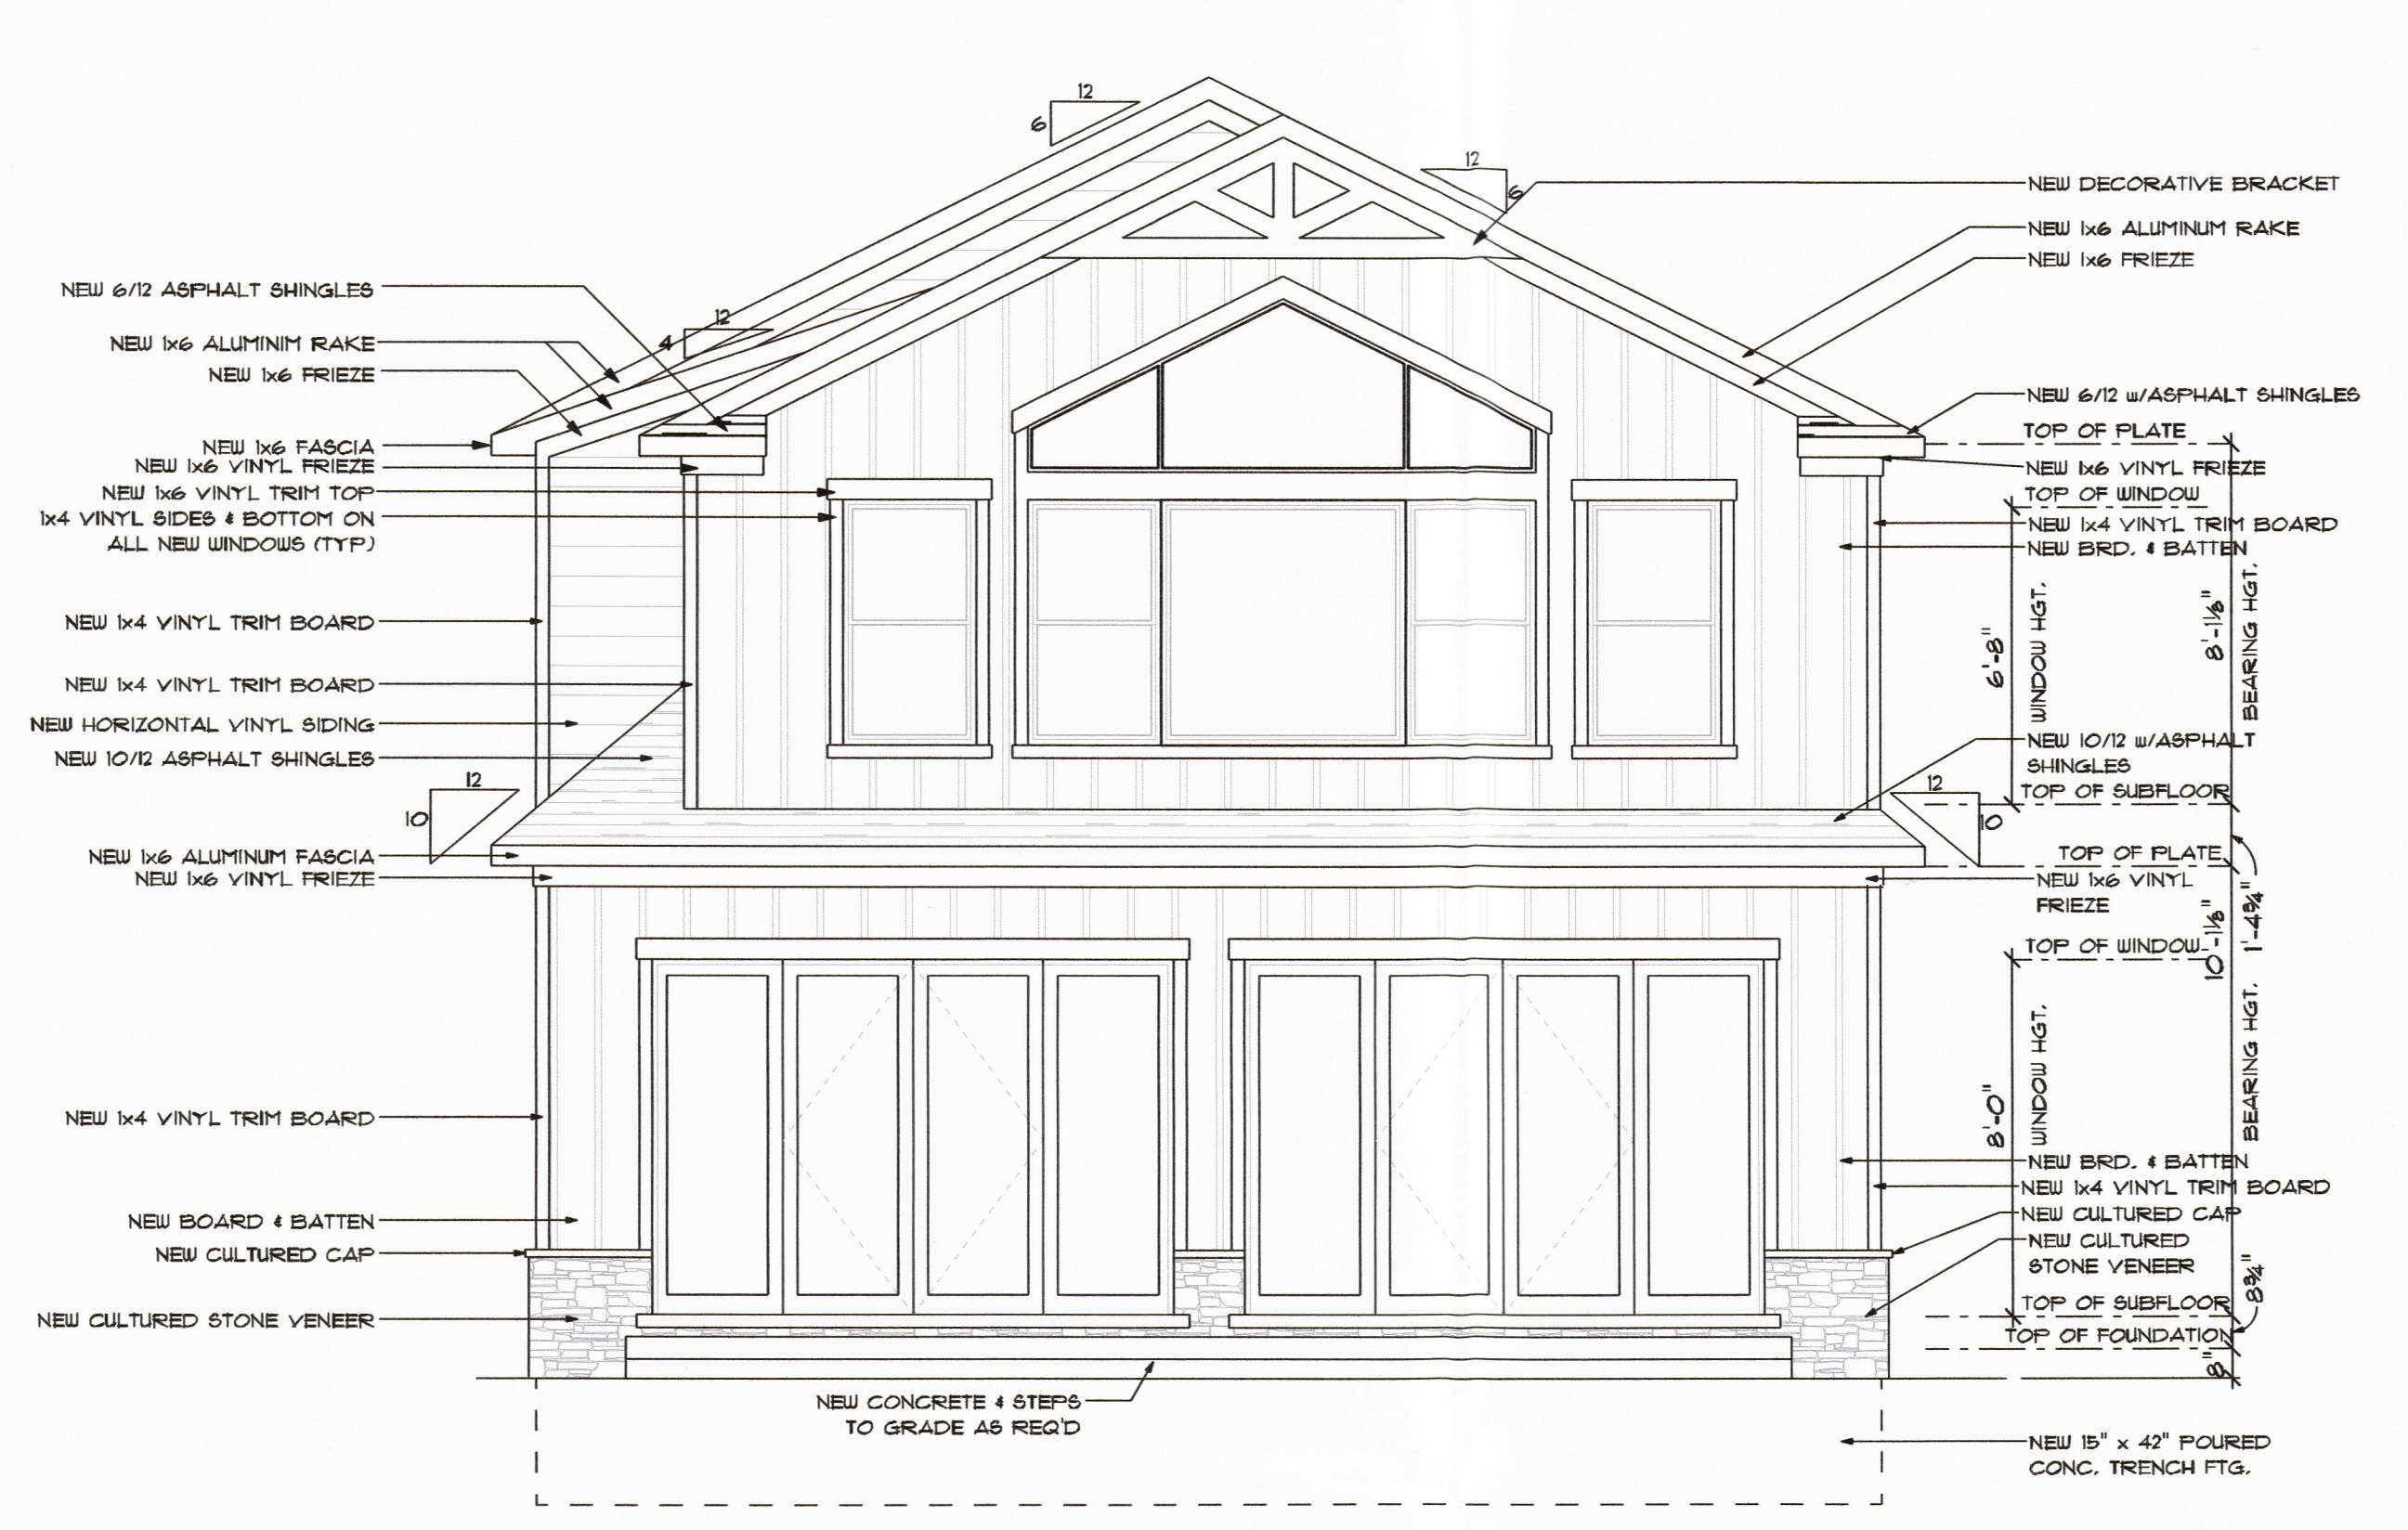 12
6
12
6
NEW DECORATIVE BRACKET
NEW 1x6 ALUMINUM RAKE
NEW 1x6 FRIEZE
NEW 6/12 ASPHALT SHINGLES
12
4
NEW 1x6 ALUMINIM RAKE
NEW 1x6 FRIEZE
NEW 1x6 FASCIA
NEW 1x6 VINYL FRIEZE
NEW 1x6 VINYL TRIM TOP
1x4 VINYL SIDES & BOTTOM ON
ALL NEW WINDOWS (TYP)
NEW 1x4 VINYL TRIM BOARD
NEW 1x4 VINYL TRIM BOARD
NEW HORIZONTAL VINYL SIDING
NEW 10/12 ASPHALT SHINGLES
12
10
NEW 1x6 ALUMINUM FASCIA
NEW 1x6 VINYL FRIEZE
NEW 1x4 VINYL TRIM BOARD
NEW BOARD & BATTEN
NEW CULTURED CAP
NEW CULTURED STONE VENEER
NEW CONCRETE & STEPS
TO GRADE AS REQ'D
NEW 6/12 w/ASPHALT SHINGLES
TOP OF PLATE
NEW 1x6 VINYL FRIEZE
TOP OF WINDOW
NEW 1x4 VINYL TRIM BOARD
NEW BRD. & BATTEN
6'-8"
WINDOW HGT.
8'-1 1/8"
BEARING HGT.
NEW 10/12 w/ASPHALT
SHINGLES
TOP OF SUBFLOOR
12
10
TOP OF PLATE
NEW 1x6 VINYL
FRIEZE
1'-4 3/4"
TOP OF WINDOW
10'-1 1/8"
BEARING HGT.
8'-0"
WINDOW HGT.
NEW BRD. & BATTEN
NEW 1x4 VINYL TRIM BOARD
NEW CULTURED CAP
NEW CULTURED
STONE VENEER
TOP OF SUBFLOOR
8 3/4"
TOP OF FOUNDATION
8"
NEW 15" x 42" POURED
CONC. TRENCH FTG.